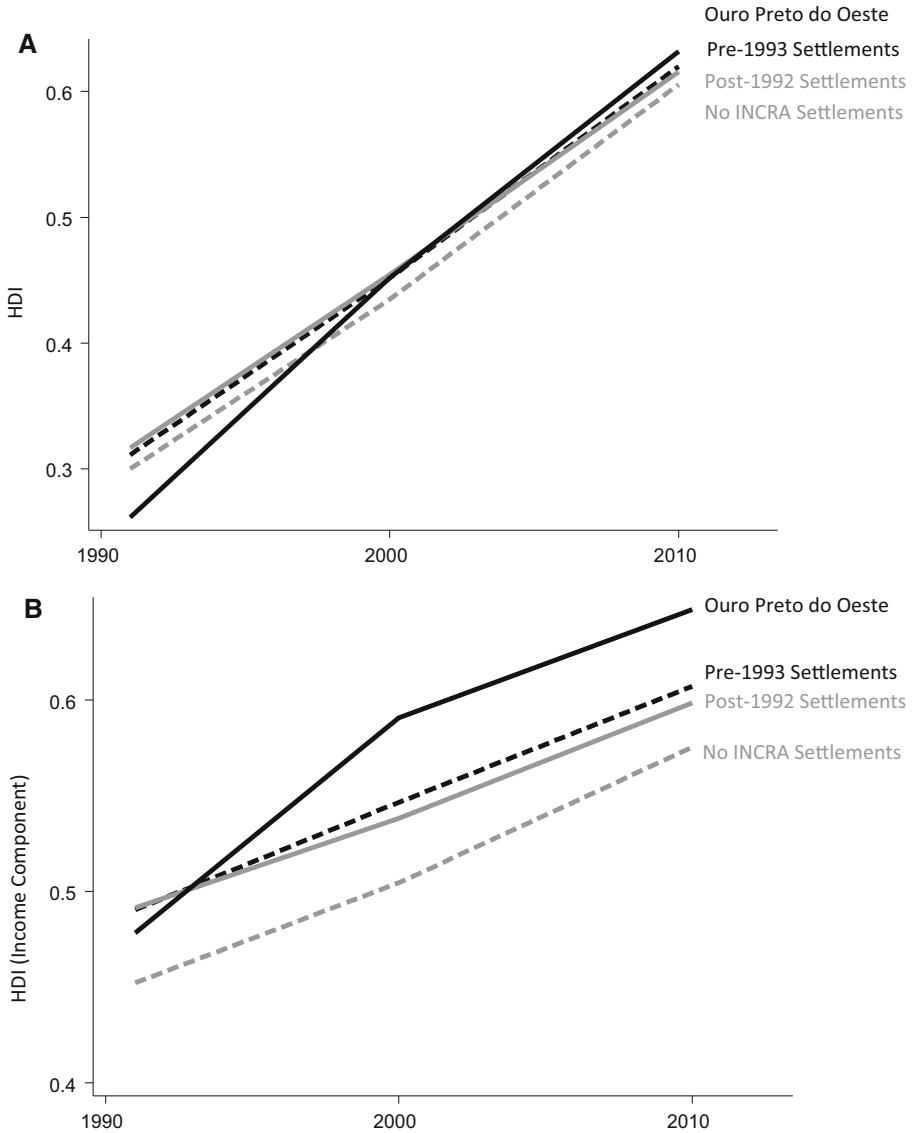 A
Ouro Preto do Oeste
Pre-1993 Settlements
Post-1992 Settlements
No INCRA Settlements
0.6
0.5
0.4
0.3
HDI
1990
2000
2010
B
Ouro Preto do Oeste
Pre-1993 Settlements
Post-1992 Settlements
No INCRA Settlements
0.6
0.5
0.4
HDI (Income Component)
1990
2000
2010